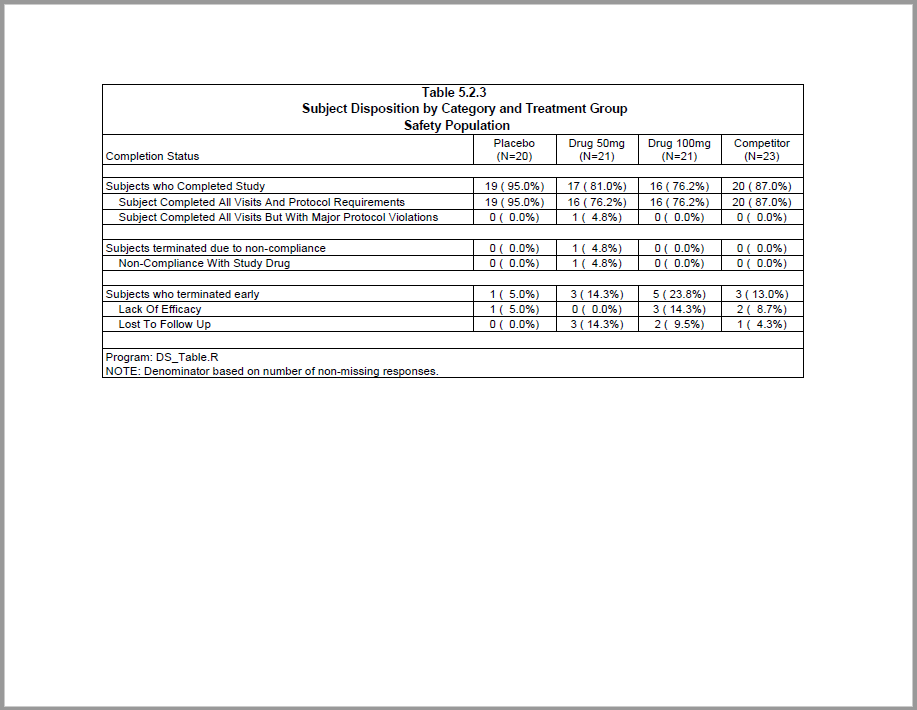 Table 5.2.3
Subject Disposition by Category and Treatment Group
Safety Population
Completion Status Placebo (N=20) Drug 50mg (N=21) Drug 100mg (N=21) Competitor (N=23)
Subjects who Completed Study 19 ( 95.0%) 17 ( 81.0%) 16 ( 76.2%) 20 ( 87.0%)
Subject Completed All Visits And Protocol Requirements 19 ( 95.0%) 16 ( 76.2%) 16 ( 76.2%) 20 ( 87.0%)
Subject Completed All Visits But With Major Protocol Violations 0 ( 0.0%) 1 ( 4.8%) 0 ( 0.0%) 0 ( 0.0%)
Subjects terminated due to non-compliance 0 ( 0.0%) 1 ( 4.8%) 0 ( 0.0%) 0 ( 0.0%)
Non-Compliance With Study Drug 0 ( 0.0%) 1 ( 4.8%) 0 ( 0.0%) 0 ( 0.0%)
Subjects who terminated early 1 ( 5.0%) 3 ( 14.3%) 5 ( 23.8%) 3 ( 13.0%)
Lack Of Efficacy 1 ( 5.0%) 0 ( 0.0%) 3 ( 14.3%) 2 ( 8.7%)
Lost To Follow Up 0 ( 0.0%) 3 ( 14.3%) 2 ( 9.5%) 1 ( 4.3%)
Program: DS_Table.R
NOTE: Denominator based on number of non-missing responses.